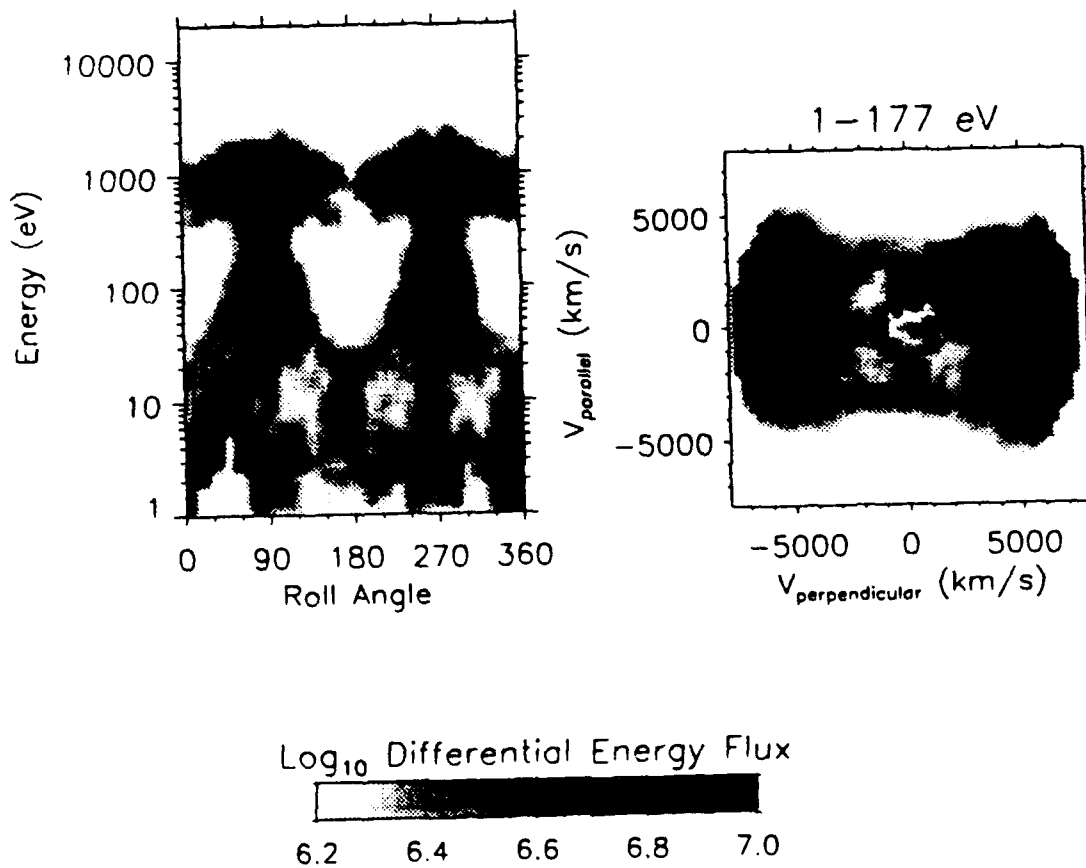 10000
1000
100
10
1
Energy (eV)
0 90 180 270 360
Roll Angle
1-177 eV
5000
0
-5000
V_parallel (km/s)
-5000 0 5000
V_perpendicular (km/s)
Log10 Differential Energy Flux
6.2 6.4 6.6 6.8 7.0